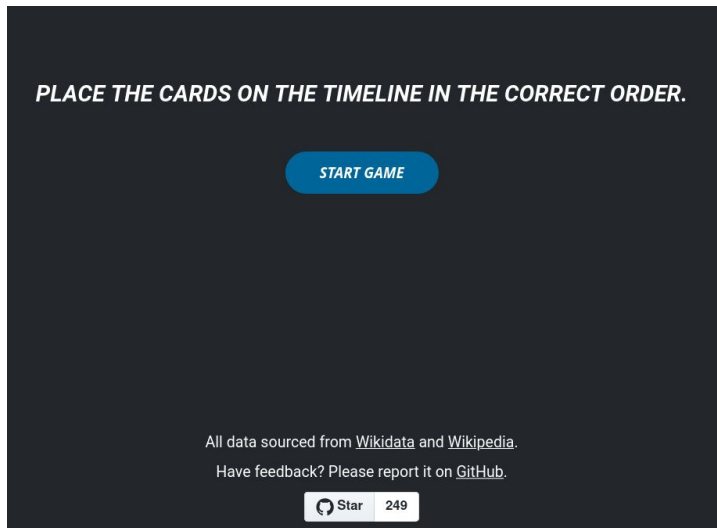 PLACE THE CARDS ON THE TIMELINE IN THE CORRECT ORDER.
START GAME
All data sourced from Wikidata and Wikipedia.
Have feedback? Please report it on GitHub.
Star 249